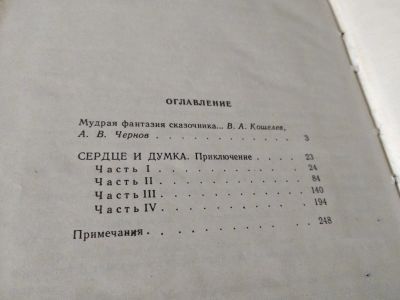 ОГЛАВЛЕНИЕ
Мудрая фантазия сказочника... В. А. Кошелев,
А. В. Чернов . . . . . . . . . . 3
СЕРДЦЕ И ДУМКА. Приключение . . . . 23
Часть I . . . . . . . . . . 24
Часть II . . . . . . . . . . 84
Часть III . . . . . . . . . . 140
Часть IV . . . . . . . . . . 194
Примечания . . . . . . . . . . 248